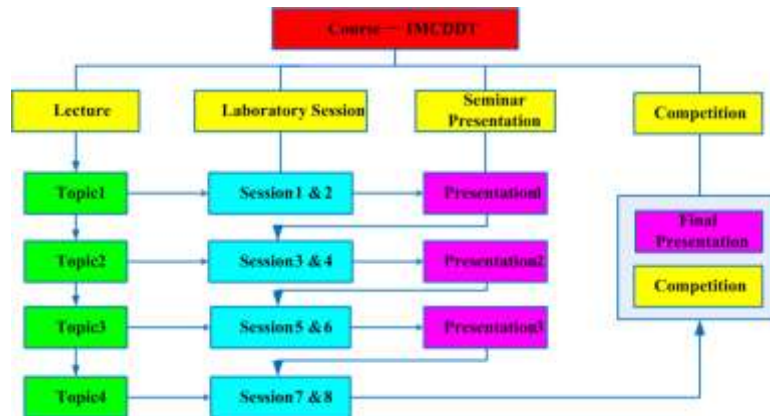 Course — IMCDDT
Lecture
Laboratory Session
Seminar
Presentation
Competition
Topic1
Session1 & 2
Presentation1
Topic2
Session3 & 4
Presentation2
Topic3
Session5 & 6
Presentation3
Topic4
Session7 & 8
Final
Presentation
Competition